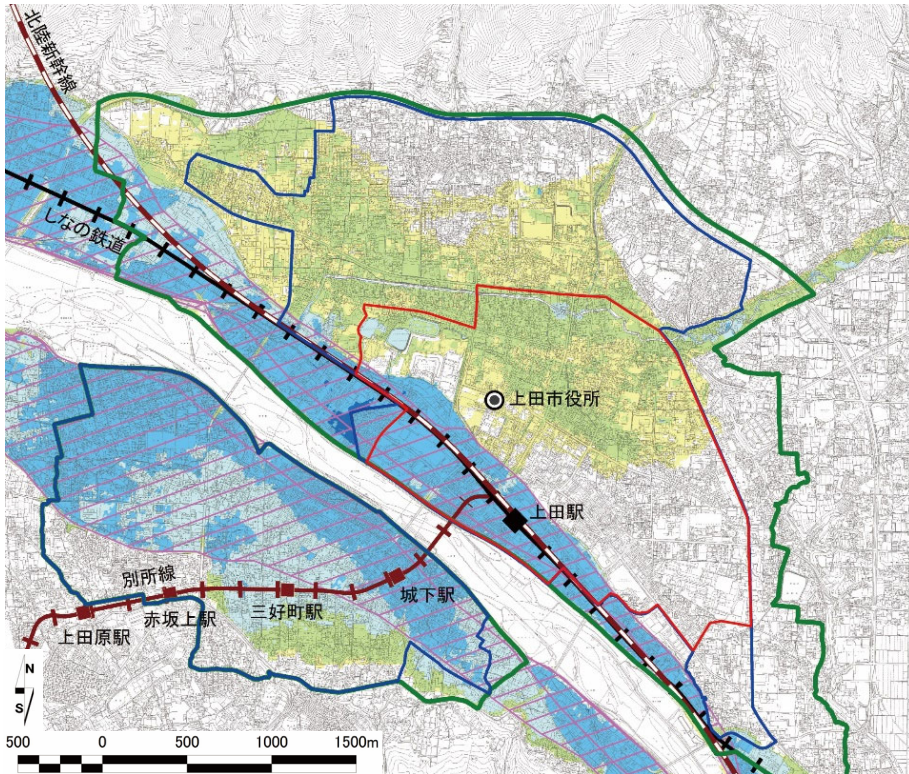 北陸新幹線
しなの鉄道
上田市役所
上田駅
別所線
城下駅
三好町駅
赤坂上駅
上田原駅
N
S
500 0 500 1000 1500m